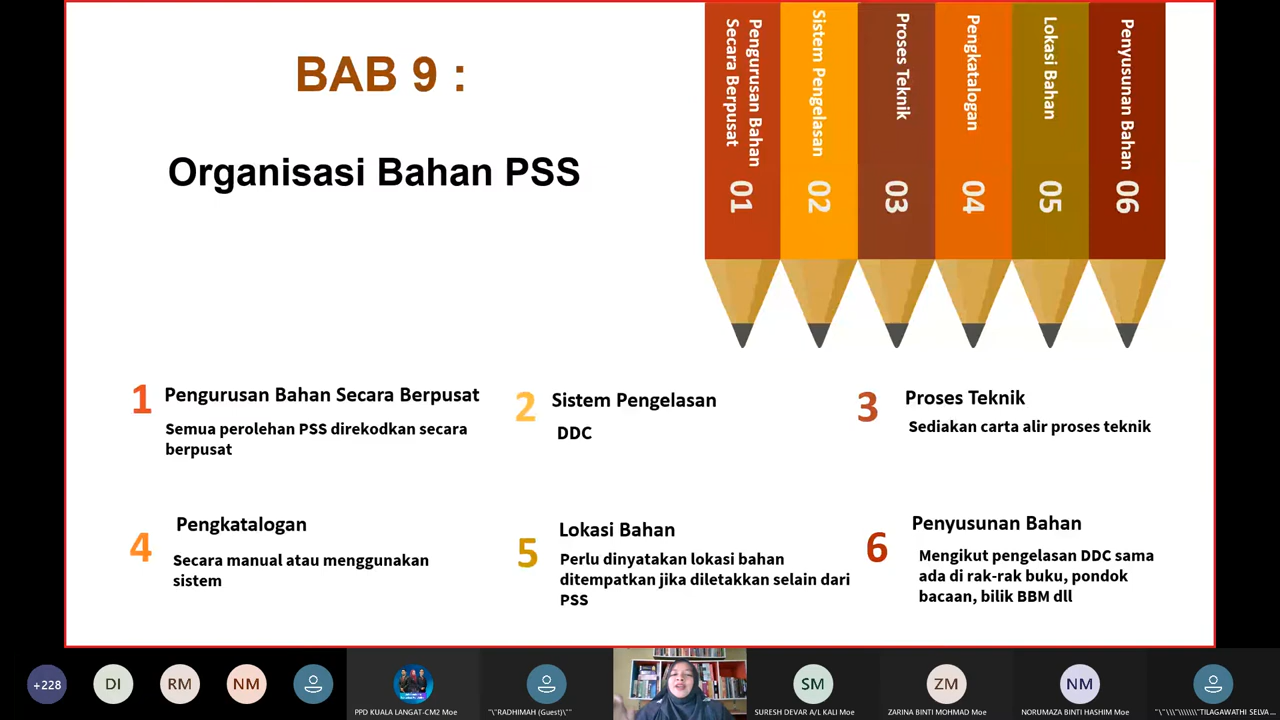 BAB 9 :
Organisasi Bahan PSS
Pengurusan Bahan
Secara Berpusat
01
Sistem Pengelasan
02
Proses Teknik
03
Pengkatalogan
04
Lokasi Bahan
05
Penyusunan Bahan
06
1
Pengurusan Bahan Secara Berpusat
Semua perolehan PSS direkodkan secara
berpusat
2
Sistem Pengelasan
DDC
3
Proses Teknik
Sediakan carta alir proses teknik
4
Pengkatalogan
Secara manual atau menggunakan
sistem
5
Lokasi Bahan
Perlu dinyatakan lokasi bahan
ditempatkan jika diletakkan selain dari
PSS
6
Penyusunan Bahan
Mengikut pengelasan DDC sama
ada di rak-rak buku, pondok
bacaan, bilik BBM dll
+228
DI
RM
NM
PPD KUALA LANGAT-CM2 Moe
"\"RADHIMAH (Guest)\""
SM
SURESH DEVAR A/L KALI Moe
ZM
ZARINA BINTI MOHMAD Moe
NM
NORUMAZA BINTI HASHIM Moe
"\"\\\"\\\\\\\"TILAGAWATHI SELVA...